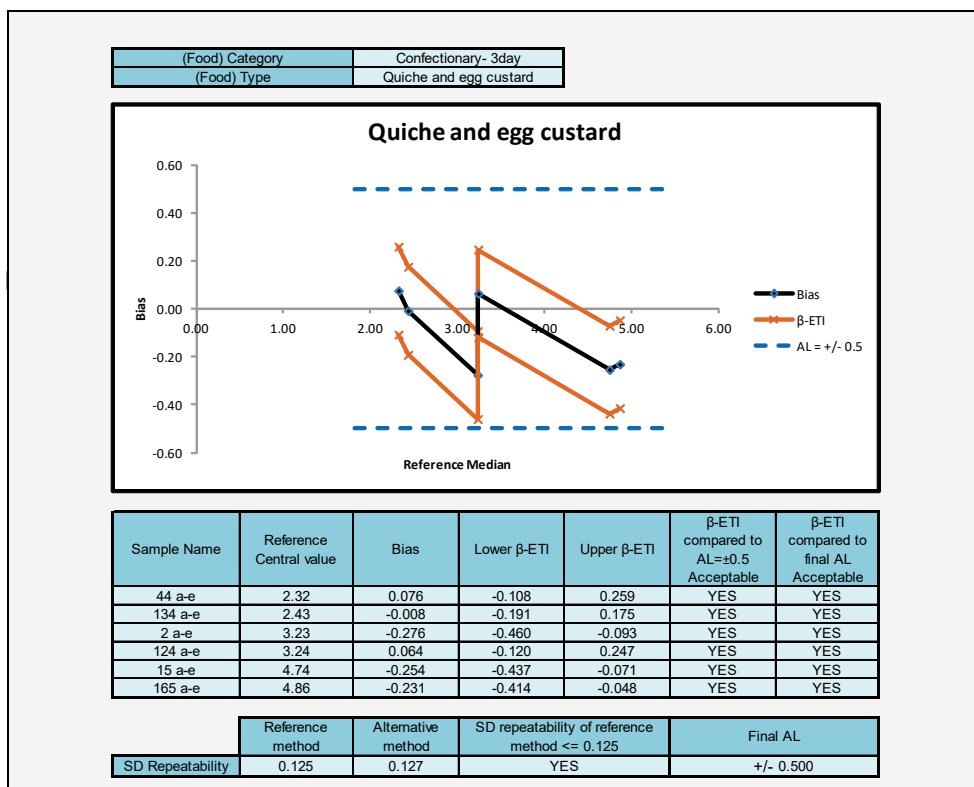 (Food) Category Confectionary- 3day
(Food) Type Quiche and egg custard
Quiche and egg custard
0.60
0.40
0.20
0.00
-0.20
-0.40
-0.60
0.00 1.00 2.00 3.00 4.00 5.00 6.00
Bias
Reference Median
Bias
β-ETI
AL = +/- 0.5
Sample Name Reference Central value Bias Lower β-ETI Upper β-ETI β-ETI compared to AL=±0.5 Acceptable β-ETI compared to final AL Acceptable
44 a-e 2.32 0.076 -0.108 0.259 YES YES
134 a-e 2.43 -0.008 -0.191 0.175 YES YES
2 a-e 3.23 -0.276 -0.460 -0.093 YES YES
124 a-e 3.24 0.064 -0.120 0.247 YES YES
15 a-e 4.74 -0.254 -0.437 -0.071 YES YES
165 a-e 4.86 -0.231 -0.414 -0.048 YES YES
Reference method Alternative method SD repeatability of reference method <= 0.125 Final AL
SD Repeatability 0.125 0.127 YES +/- 0.500